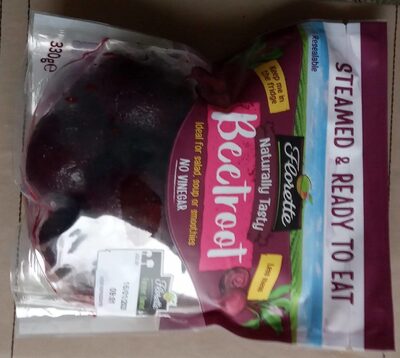 STEAMED & READY TO EAT
Resealable
Keep me in
the fridge
Florette
Naturally Tasty
Beetroot
Ideal for salad, soup or smoothies
NO VINEGAR
330g℮